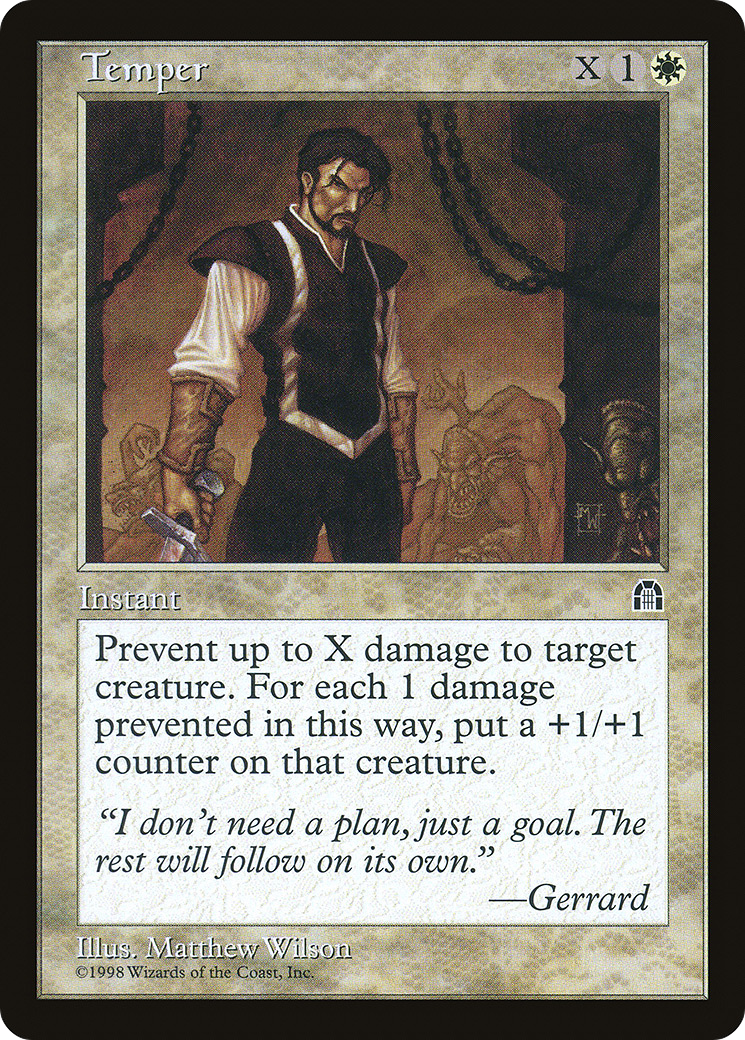 Temper X 1
MW
Instant
Prevent up to X damage to target
creature. For each 1 damage
prevented in this way, put a +1/+1
counter on that creature.
“I don’t need a plan, just a goal. The
rest will follow on its own.”
—Gerrard
Illus. Matthew Wilson
©1998 Wizards of the Coast, Inc.